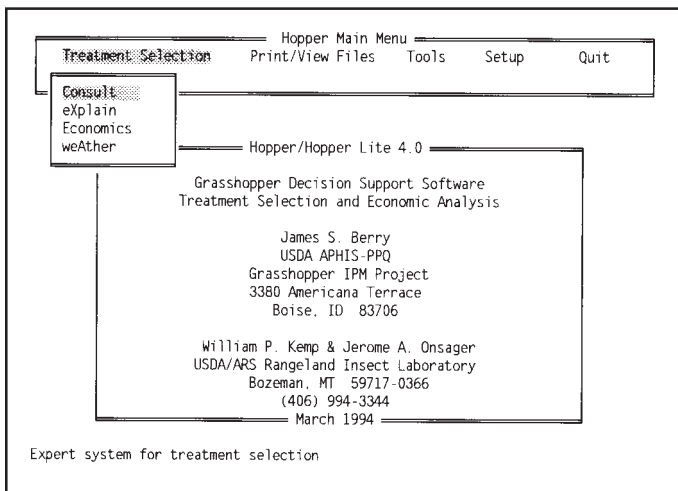 Hopper Main Menu
Treatment Selection Print/View Files Tools Setup Quit
Consult
eXplain
Economics
weAther
Hopper/Hopper Lite 4.0
Grasshopper Decision Support Software
Treatment Selection and Economic Analysis
James S. Berry
USDA APHIS-PPQ
Grasshopper IPM Project
3380 Americana Terrace
Boise, ID 83706
William P. Kemp & Jerome A. Onsager
USDA/ARS Rangeland Insect Laboratory
Bozeman, MT 59717-0366
(406) 994-3344
March 1994
Expert system for treatment selection